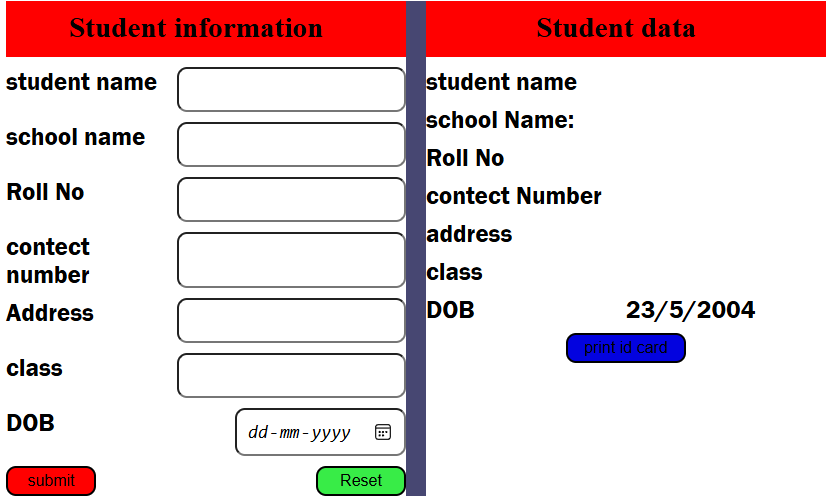 Student information
student name
school name
Roll No
contect
number
Address
class
DOB
dd-mm-yyyy
submit
Reset
Student data
student name
school Name:
Roll No
contect Number
address
class
DOB 23/5/2004
print id card